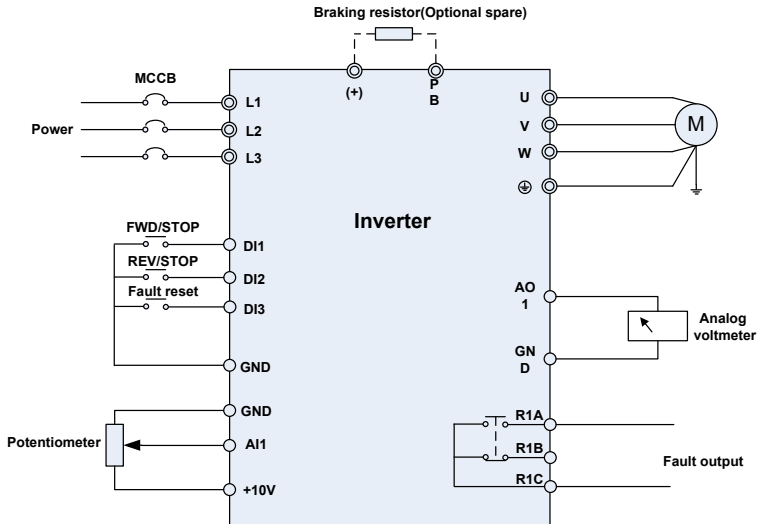 Braking resistor(Optional spare)
MCCB
(+)
P
B
Power
L1
L2
L3
U
V
W
M
Inverter
FWD/STOP
DI1
REV/STOP
DI2
Fault reset
DI3
GND
AO
1
GN
D
Analog
voltmeter
GND
Potentiometer
AI1
+10V
R1A
R1B
R1C
Fault output